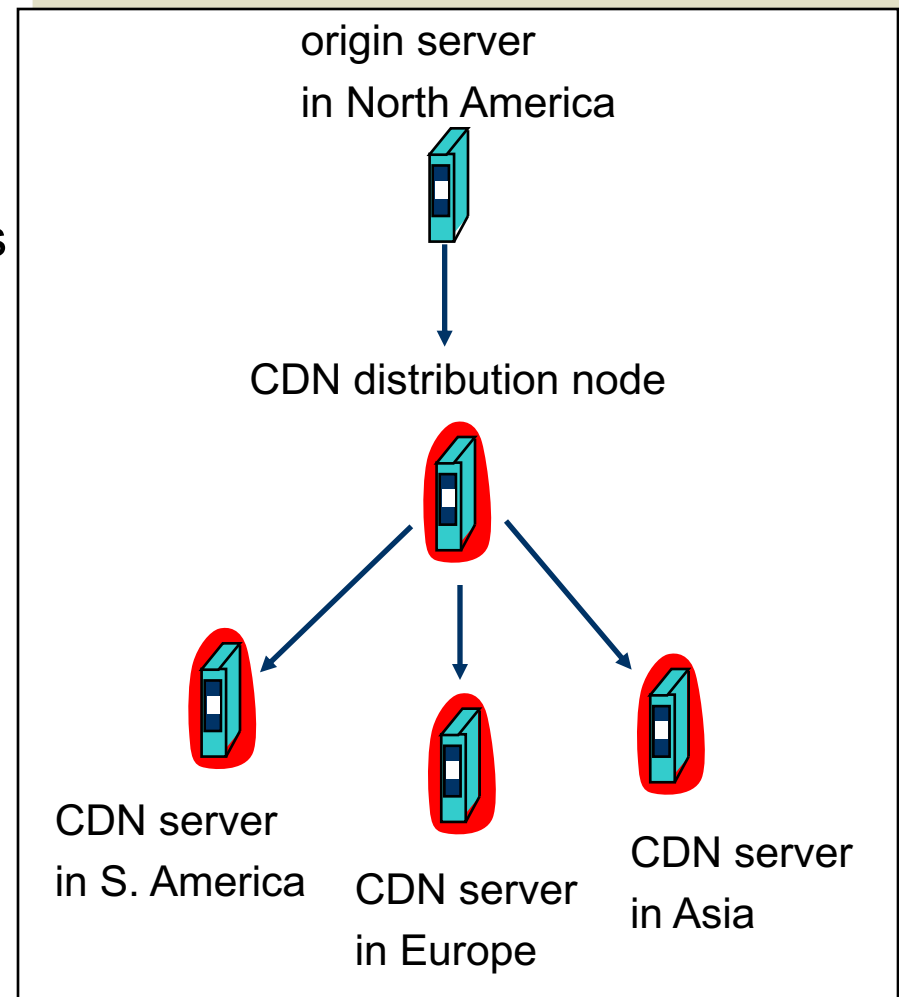 origin server
in North America
s
CDN distribution node
CDN server
in S. America
CDN server
in Europe
CDN server
in Asia